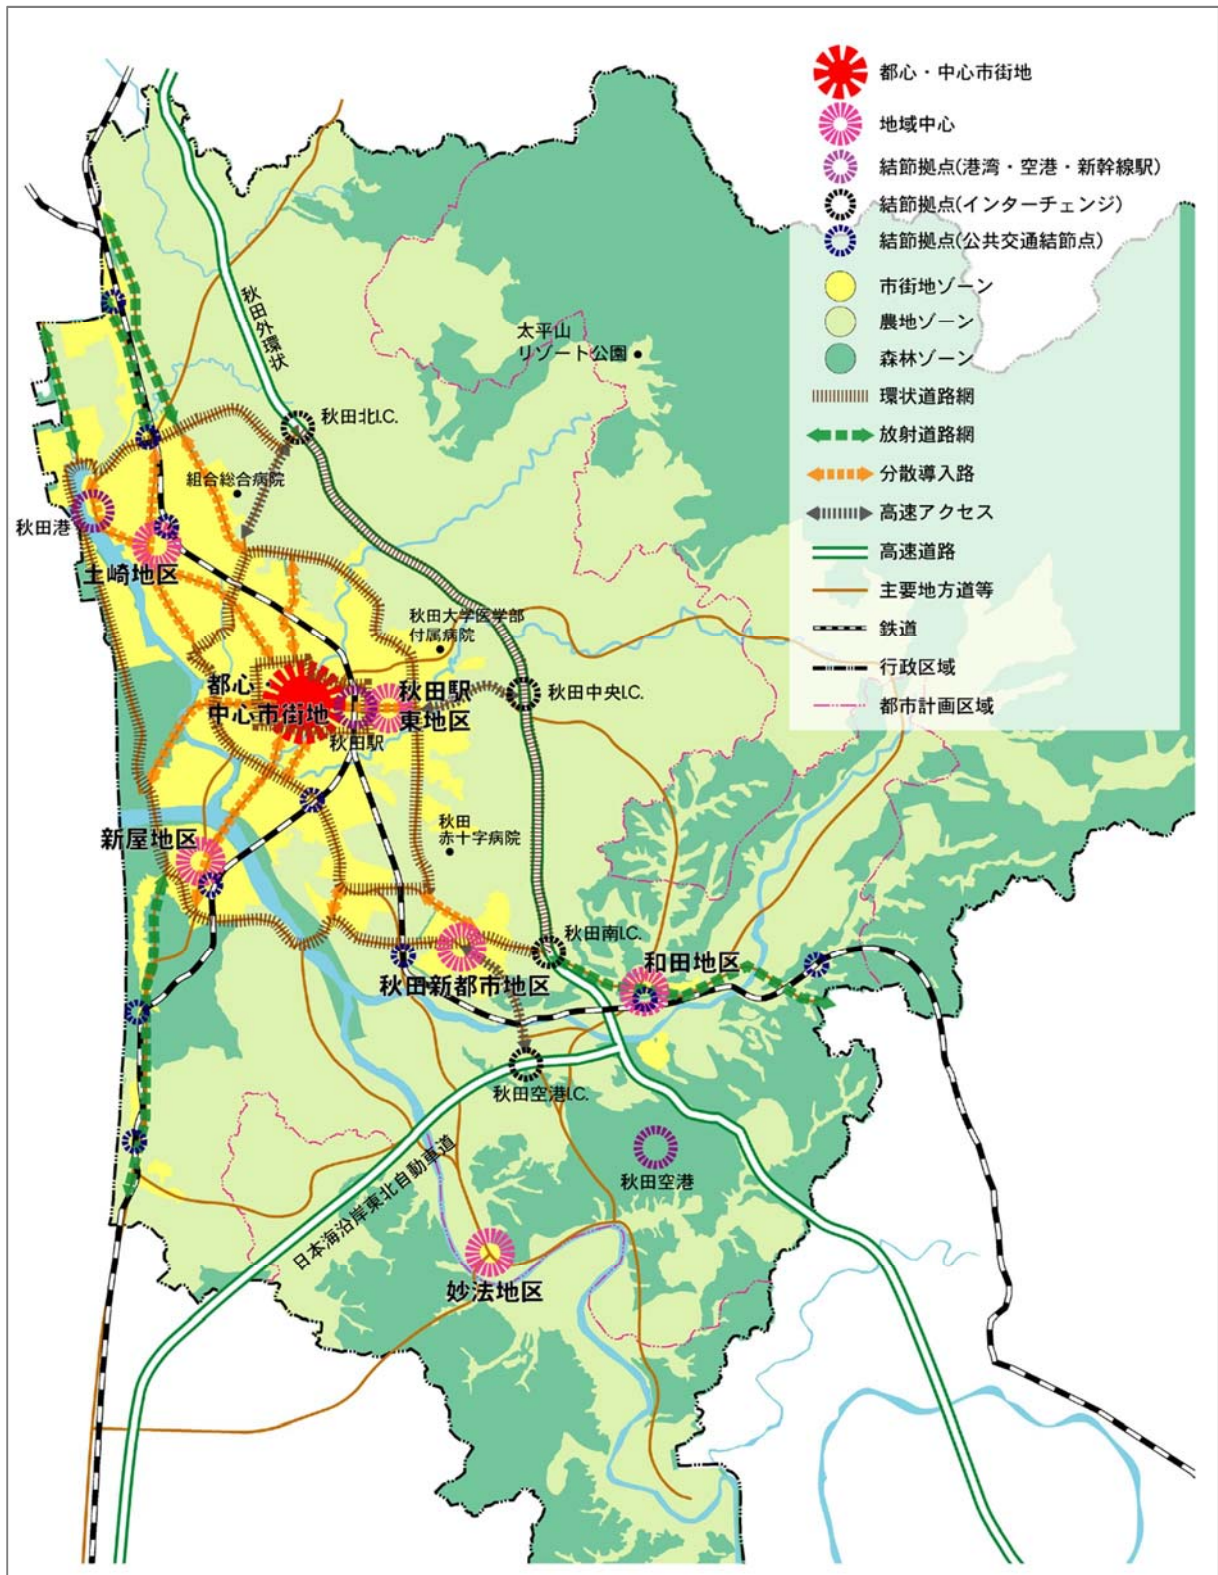 都心・中心市街地
地域中心
結節拠点(港湾・空港・新幹線駅)
結節拠点(インターチェンジ)
結節拠点(公共交通結節点)
市街地ゾーン
農地ゾーン
森林ゾーン
環状道路網
放射道路網
分散導入路
高速アクセス
高速道路
主要地方道等
鉄道
行政区域
都市計画区域
秋田外環状
太平山
リゾート公園
秋田北I.C.
組合総合病院
秋田港
土崎地区
秋田大学医学部
付属病院
都心・
中心市街地
秋田駅
東地区
秋田駅
秋田中央I.C.
新屋地区
秋田
赤十字病院
秋田南I.C.
和田地区
秋田新都市地区
秋田空港I.C.
秋田空港
日本海沿岸東北自動車道
妙法地区